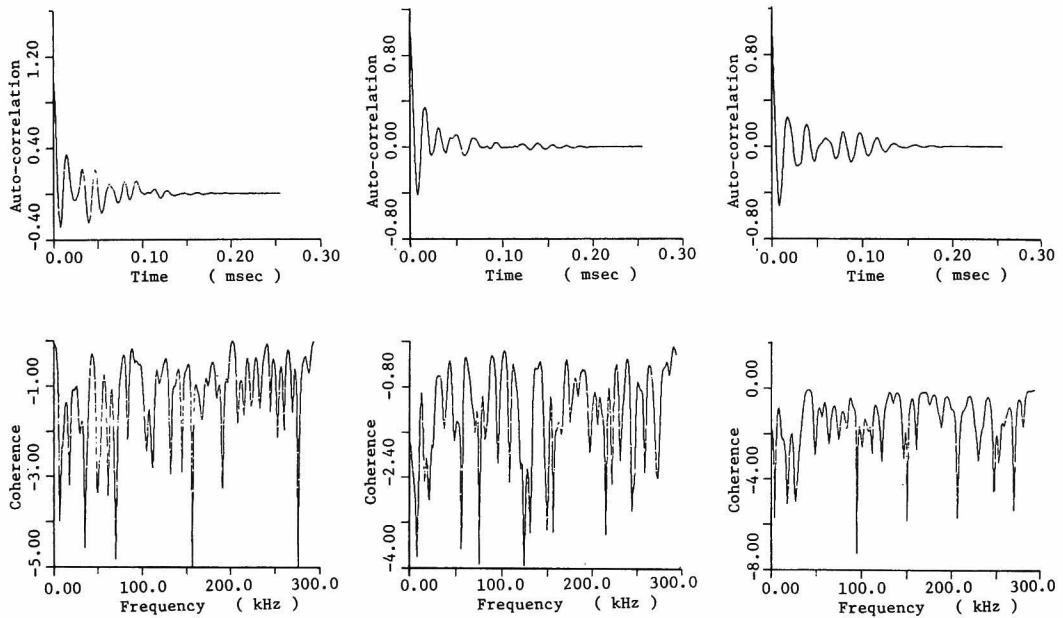 Auto-correlation
1.20
0.40
-0.40
0.00 0.10 0.20 0.30
Time ( msec )
Auto-correlation
0.80
0.00
-0.80
0.00 0.10 0.20 0.30
Time ( msec )
Auto-correlation
0.80
0.00
-0.80
0.00 0.10 0.20 0.30
Time ( msec )
Coherence
-1.00
-3.00
-5.00
0.00 100.0 200.0 300.0
Frequency ( kHz )
Coherence
-0.80
-2.40
-4.00
0.00 100.0 200.0 300.0
Frequency ( kHz )
Coherence
2.00
0.00
-4.00
-8.00
0.00 100.0 200.0 300.0
Frequency ( kHz )